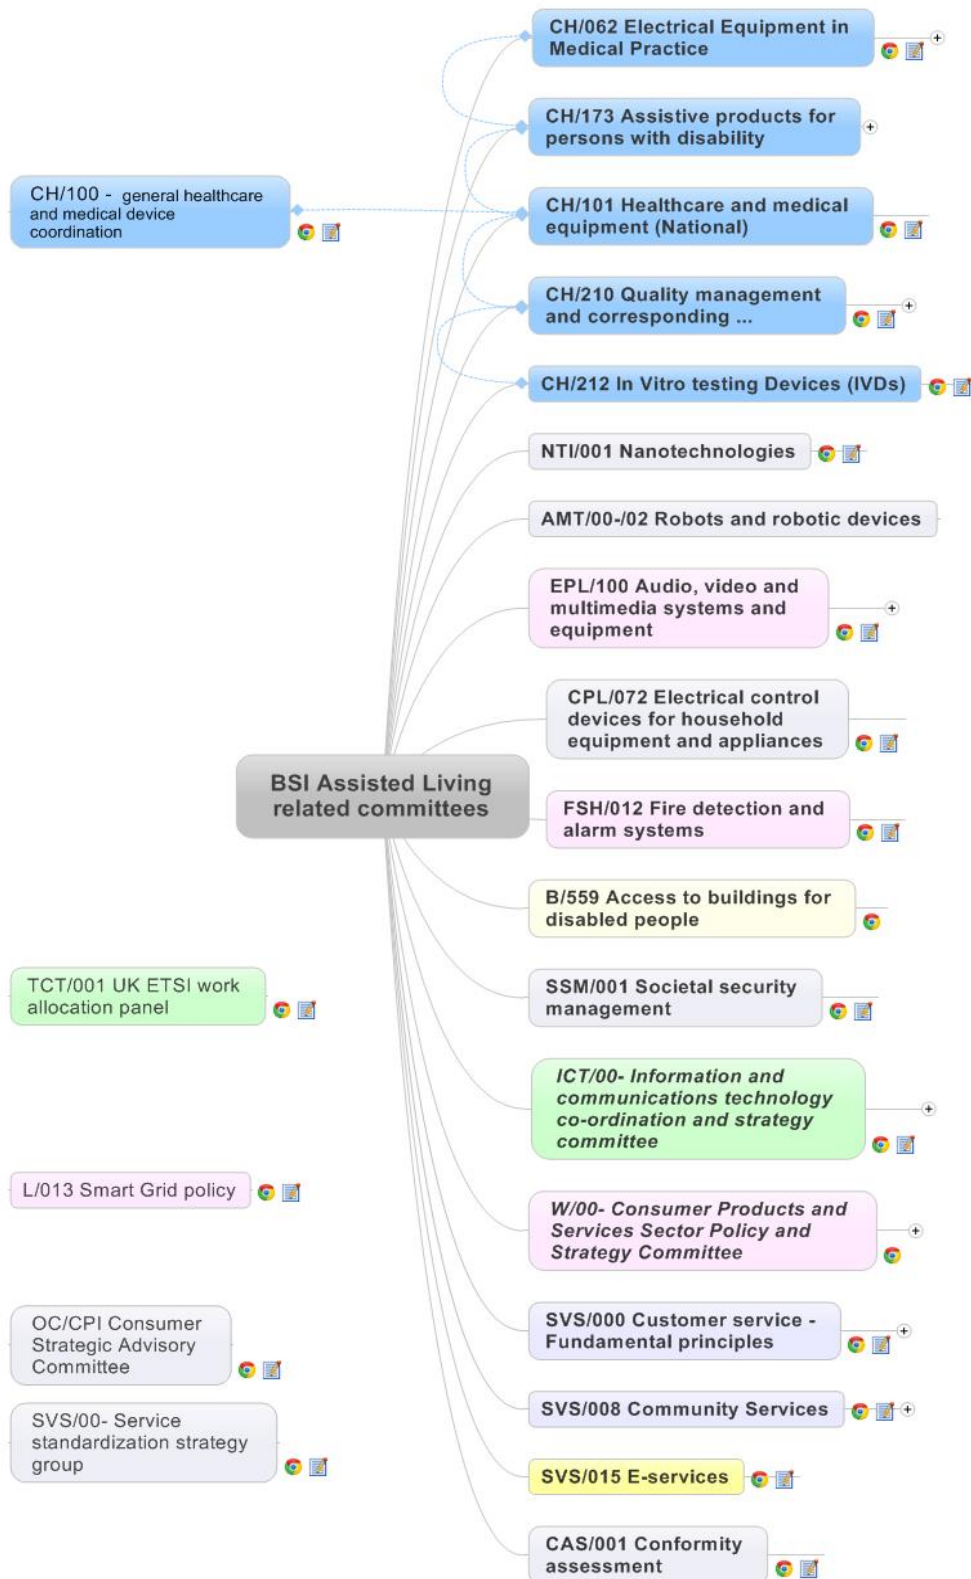 CH/062 Electrical Equipment in
Medical Practice
CH/173 Assistive products for
persons with disability
CH/100 - general healthcare
and medical device
coordination
CH/101 Healthcare and medical
equipment (National)
CH/210 Quality management
and corresponding ...
CH/212 In Vitro testing Devices (IVDs)
NTI/001 Nanotechnologies
AMT/00-/02 Robots and robotic devices
EPL/100 Audio, video and
multimedia systems and
equipment
CPL/072 Electrical control
devices for household
equipment and appliances
BSI Assisted Living
related committees
FSH/012 Fire detection and
alarm systems
B/559 Access to buildings for
disabled people
TCT/001 UK ETSI work
allocation panel
SSM/001 Societal security
management
ICT/00- Information and
communications technology
co-ordination and strategy
committee
L/013 Smart Grid policy
W/00- Consumer Products and
Services Sector Policy and
Strategy Committee
OC/CPI Consumer
Strategic Advisory
Committee
SVS/000 Customer service -
Fundamental principles
SVS/00- Service
standardization strategy
group
SVS/008 Community Services
SVS/015 E-services
CAS/001 Conformity
assessment